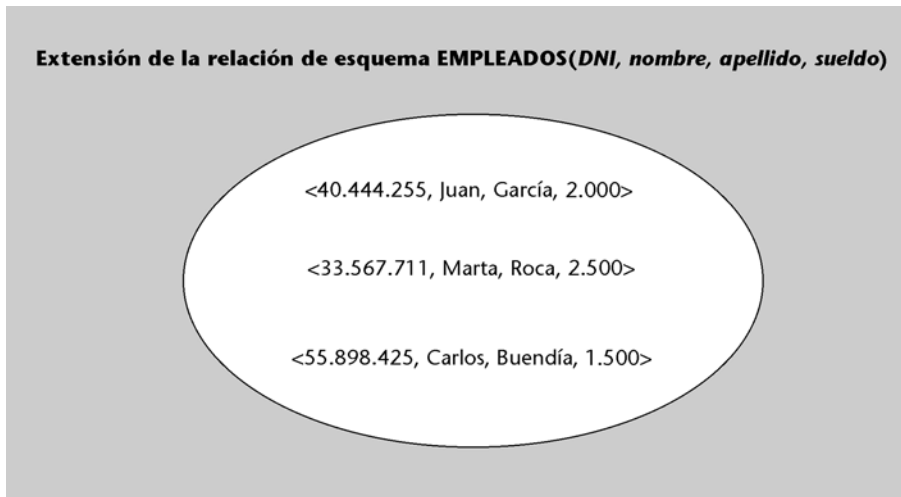 Extensión de la relación de esquema EMPLEADOS(DNI, nombre, apellido, sueldo)
<40.444.255, Juan, García, 2.000>
<33.567.711, Marta, Roca, 2.500>
<55.898.425, Carlos, Buendía, 1.500>